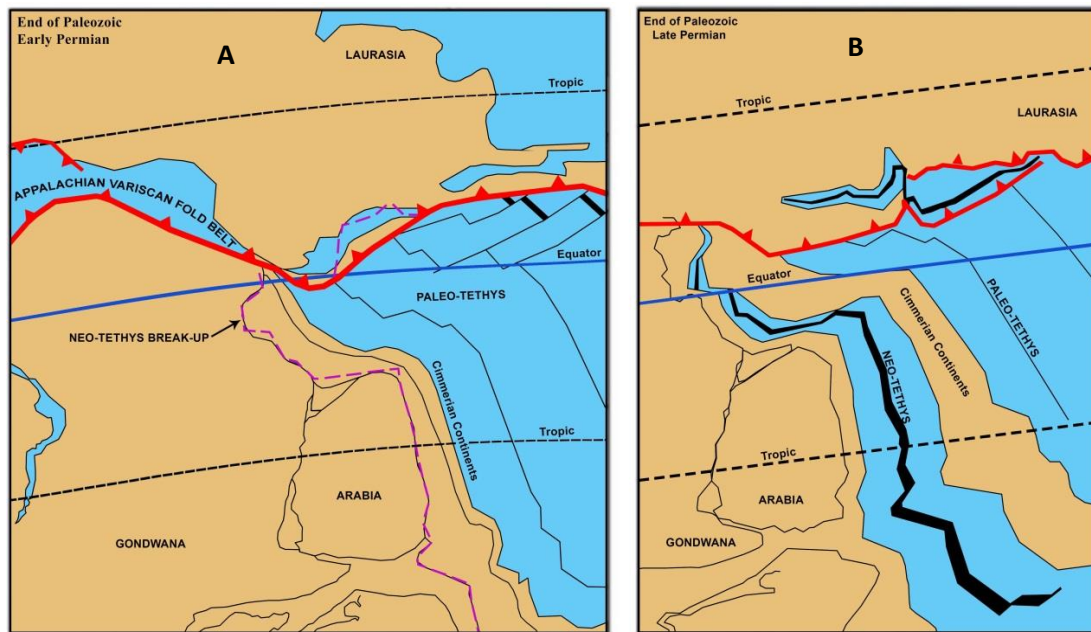 End of Paleozoic
Early Permian
A
LAURASIA
Tropic
APPALACHIAN VARISCAN FOLD BELT
Equator
PALEO-TETHYS
NEO-TETHYS BREAK-UP
Cimmerian Continents
Tropic
ARABIA
GONDWANA
End of Paleozoic
Late Permian
B
Tropic
LAURASIA
Equator
Cimmerian Continents
PALEO-TETHYS
NEO-TETHYS
Tropic
ARABIA
GONDWANA